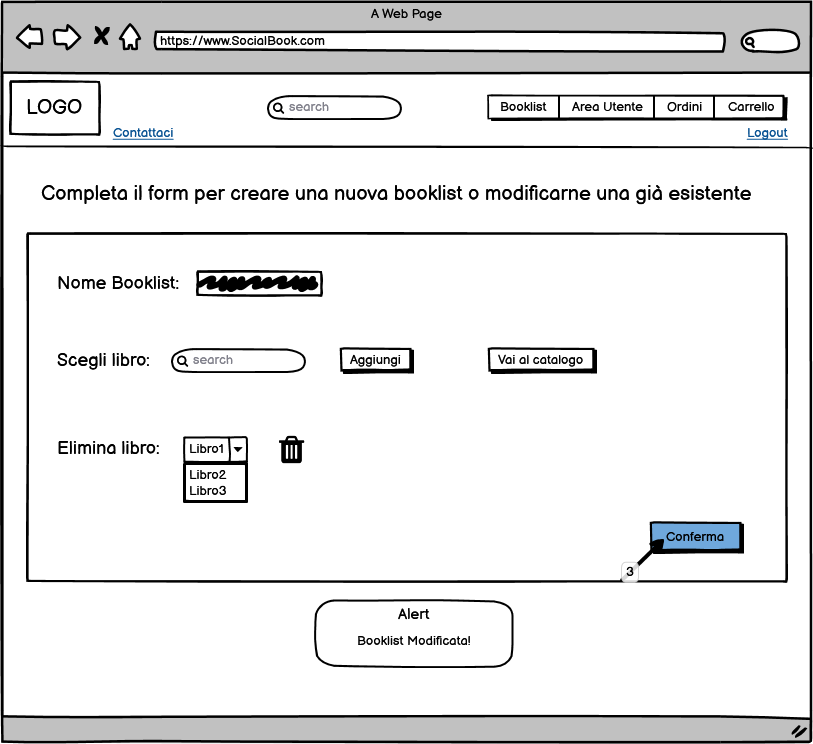 A Web Page
https://www.SocialBook.com
LOGO
search
Booklist Area Utente Ordini Carrello
Contattaci
Logout
Completa il form per creare una nuova booklist o modificarne una già esistente
Nome Booklist:
Scegli libro: search Aggiungi Vai al catalogo
Elimina libro: Libro1
Libro2
Libro3
Conferma
3
Alert
Booklist Modificata!